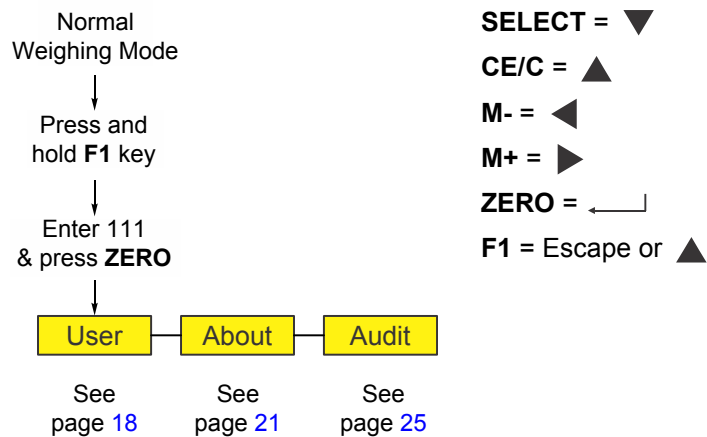 Normal
Weighing Mode
Press and
hold F1 key
Enter 111
& press ZERO
User
About
Audit
See
page 18
See
page 21
See
page 25
SELECT = ▼
CE/C = ▲
M- = ◀
M+ = ▶
ZERO = ↵
F1 = Escape or ▲